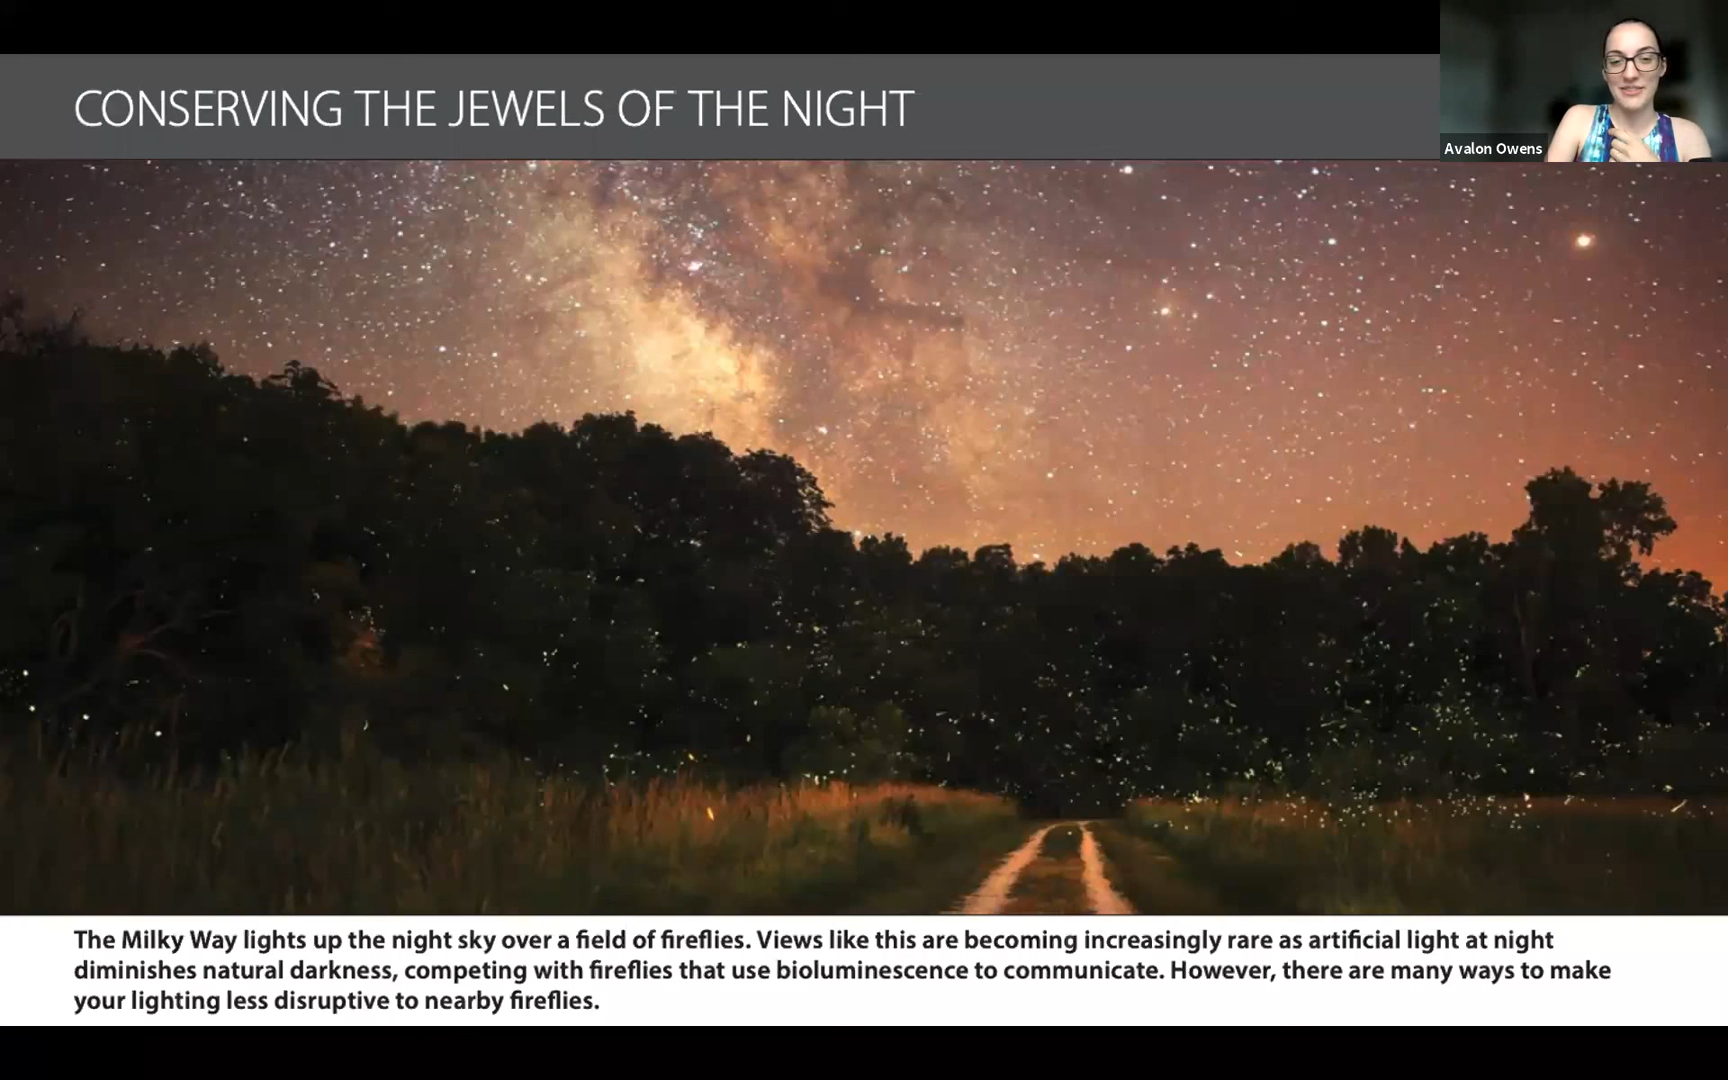 CONSERVING THE JEWELS OF THE NIGHT
Avalon Owens
The Milky Way lights up the night sky over a field of fireflies. Views like this are becoming increasingly rare as artificial light at night
diminishes natural darkness, competing with fireflies that use bioluminescence to communicate. However, there are many ways to make
your lighting less disruptive to nearby fireflies.